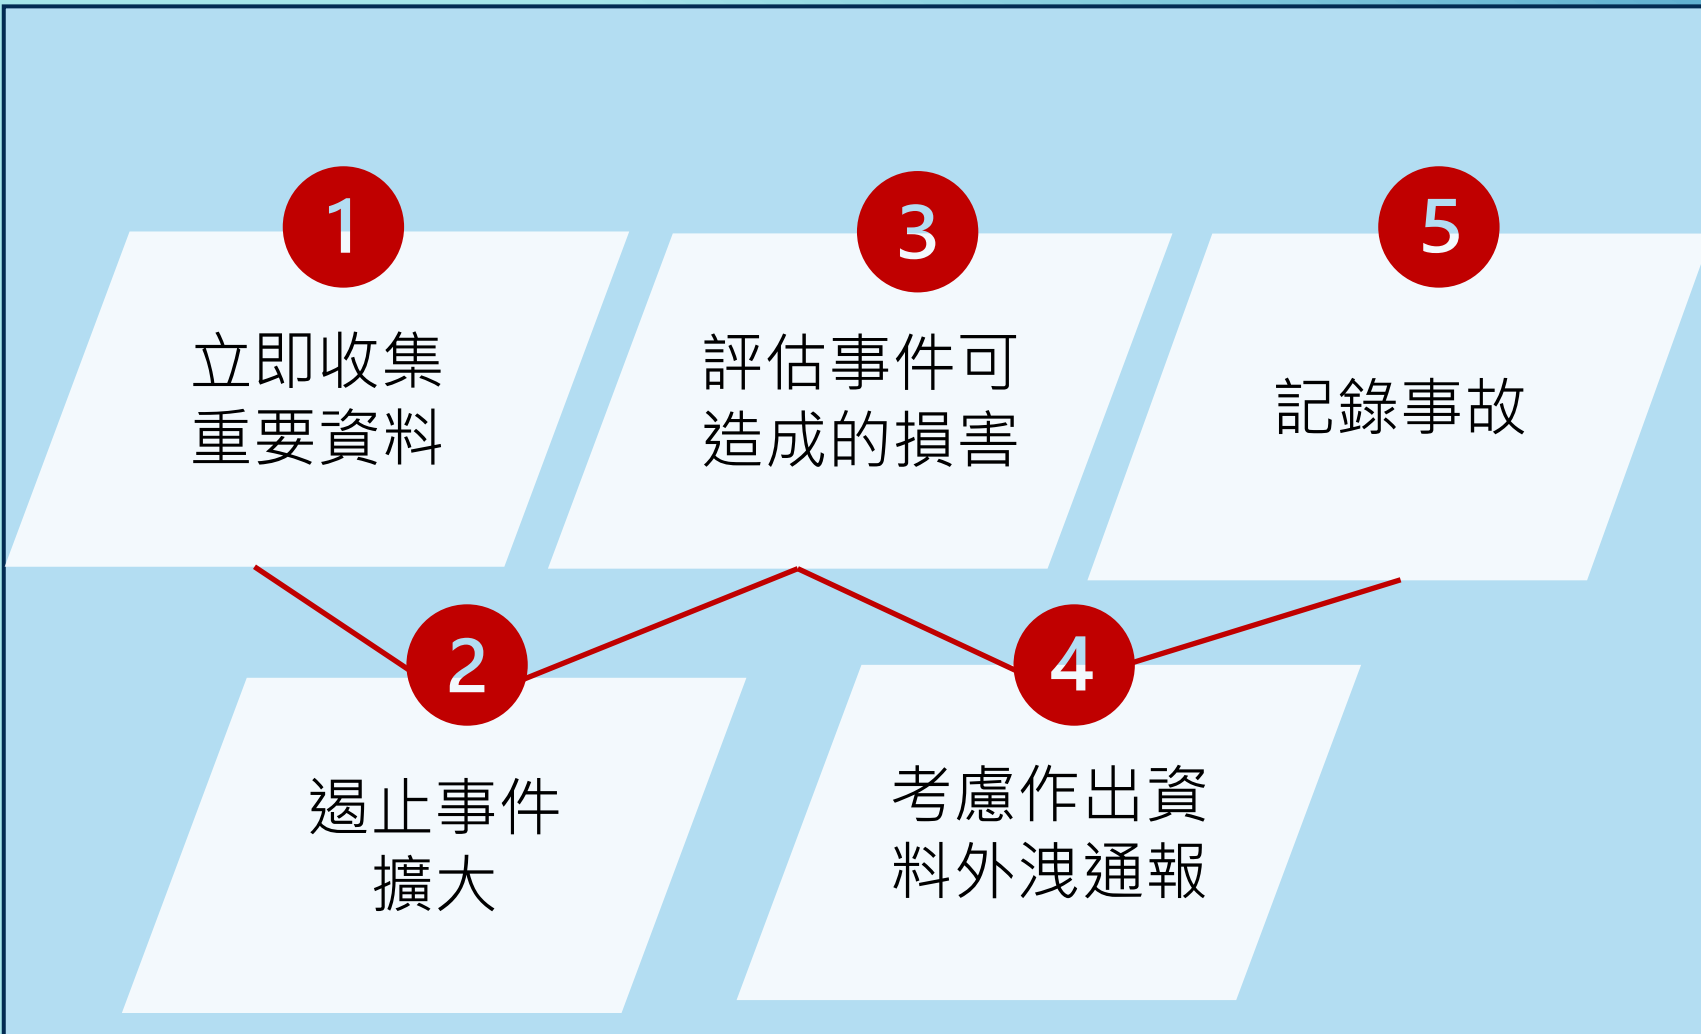 1
立即收集
重要資料
2
遏止事件
擴大
3
評估事件可
造成的損害
4
考慮作出資
料外洩通報
5
記錄事故